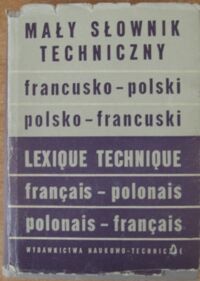 MAŁY SŁOWNIK
TECHNICZNY
francusko-polski
polsko-francuski
LEXIQUE TECHNIQUE
français-polonais
polonais-français
WYDAWNICTWA NAUKOWO-TECHNICZNE